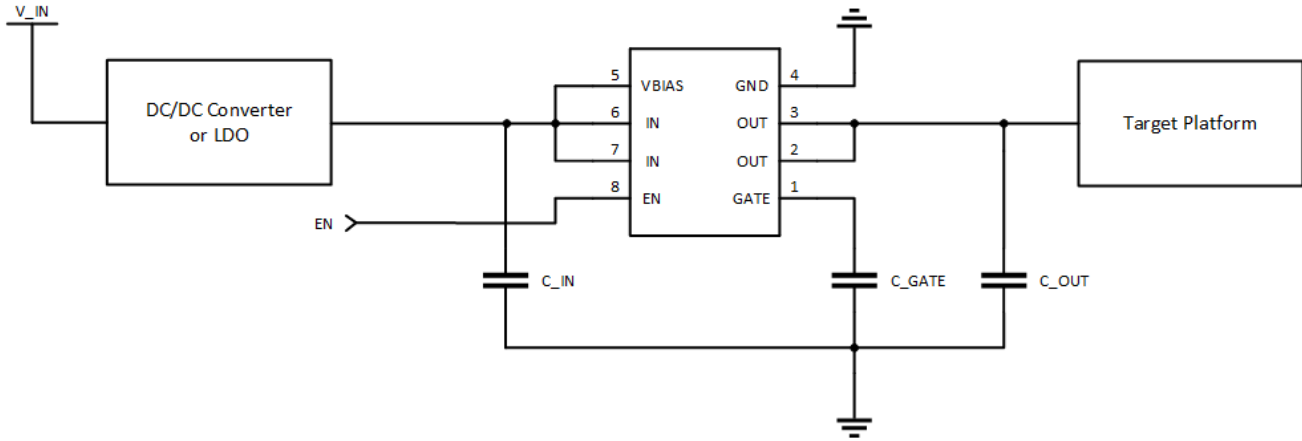 V_IN
DC/DC Converter
or LDO
5 VBIAS GND 4
6 IN OUT 3
7 IN OUT 2
8 EN GATE 1
Target Platform
EN
C_IN
C_GATE
C_OUT